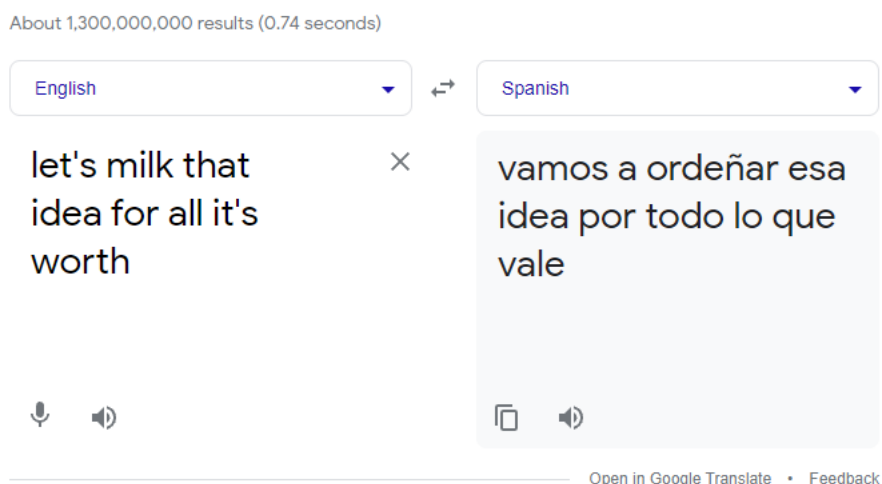 About 1,300,000,000 results (0.74 seconds)
English
Spanish
let's milk that
idea for all it's
worth
vamos a ordeñar esa
idea por todo lo que
vale
Open in Google Translate • Feedback